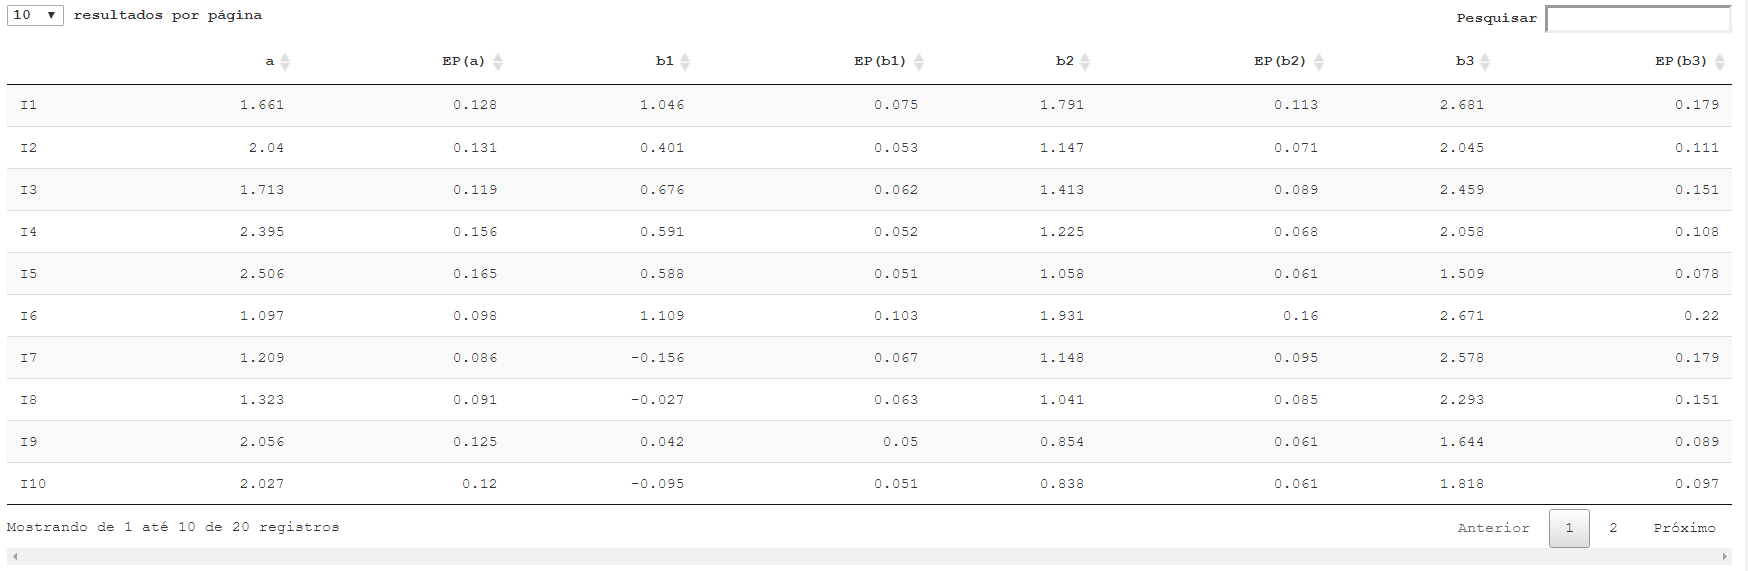 10 ▼ resultados por página
Pesquisar
a EP(a) b1 EP(b1) b2 EP(b2) b3 EP(b3)
I1 1.661 0.128 1.046 0.075 1.791 0.113 2.681 0.179
I2 2.04 0.131 0.401 0.053 1.147 0.071 2.045 0.111
I3 1.713 0.119 0.676 0.062 1.413 0.089 2.459 0.151
I4 2.395 0.156 0.591 0.052 1.225 0.068 2.058 0.108
I5 2.506 0.165 0.588 0.051 1.058 0.061 1.509 0.078
I6 1.097 0.098 1.109 0.103 1.931 0.16 2.671 0.22
I7 1.209 0.086 -0.156 0.067 1.148 0.095 2.578 0.179
I8 1.323 0.091 -0.027 0.063 1.041 0.085 2.293 0.151
I9 2.056 0.125 0.042 0.05 0.854 0.061 1.644 0.089
I10 2.027 0.12 -0.095 0.051 0.838 0.061 1.818 0.097
Mostrando de 1 até 10 de 20 registros
Anterior 1 2 Próximo